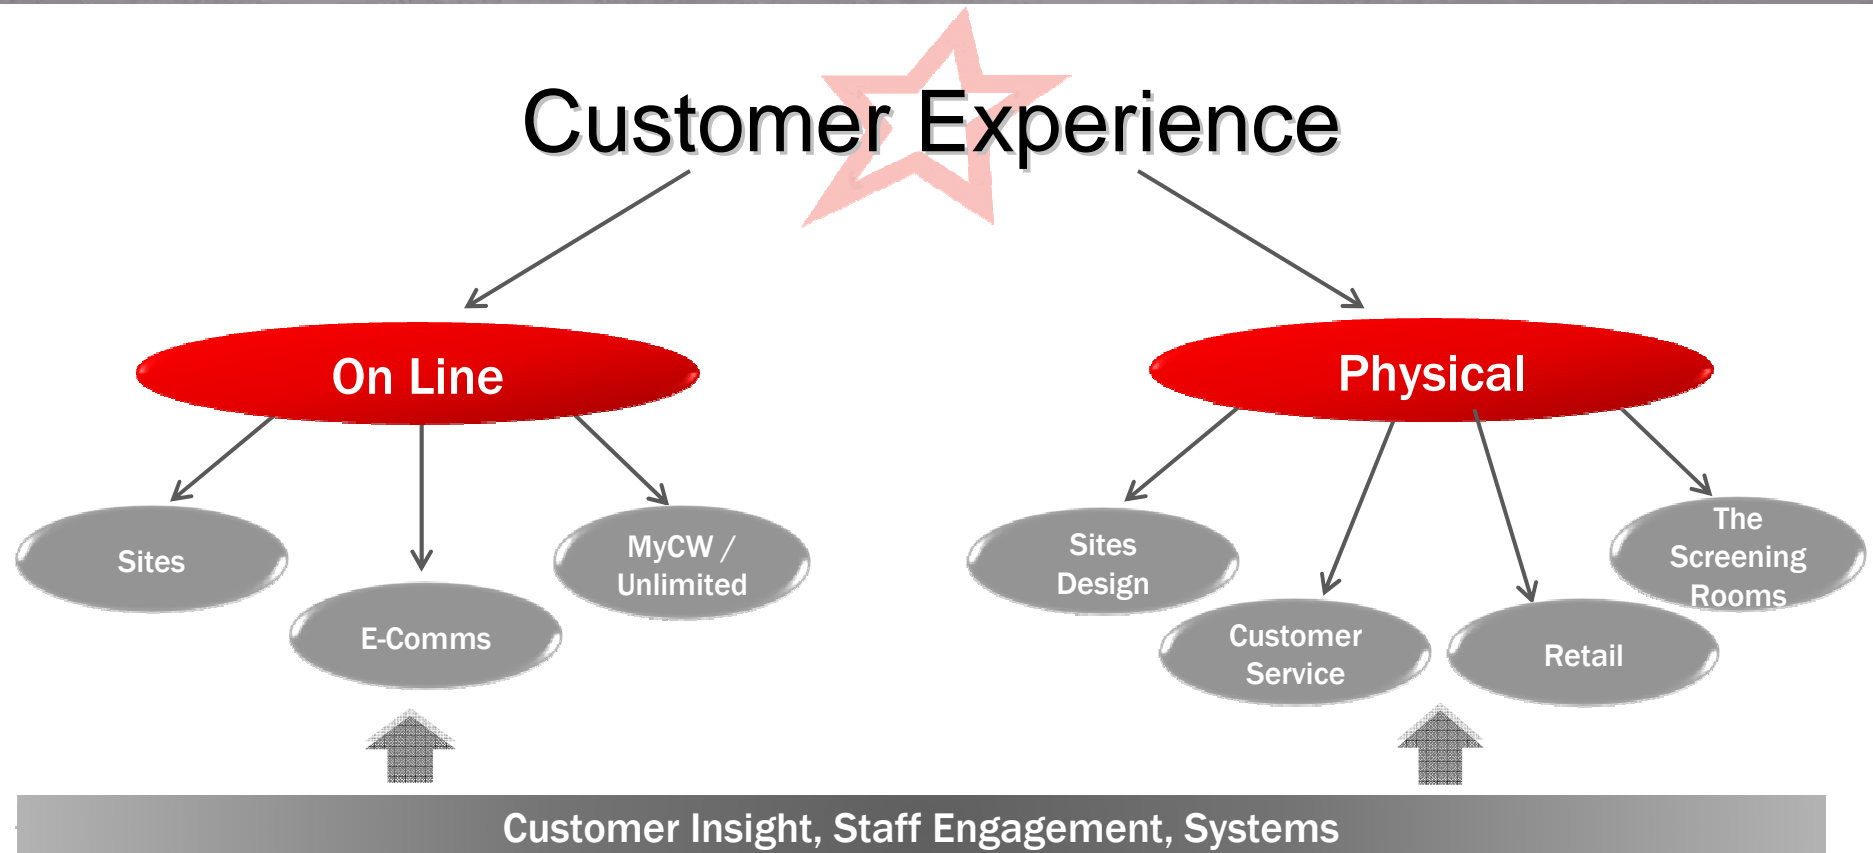 Customer Experience
On Line
Physical
Sites
E-Comms
MyCW /
Unlimited
Sites
Design
Customer
Service
Retail
The
Screening
Rooms
Customer Insight, Staff Engagement, Systems